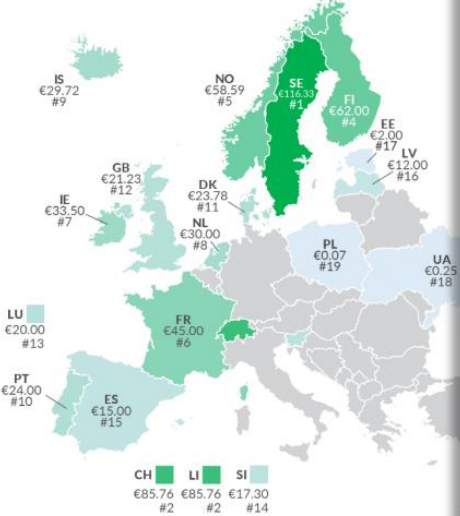 IS
€29.72
#9
NO
€58.59
#5
SE
€116.33
#1
FI
€62.00
#4
EE
€2.00
#17
LV
€12.00
#16
GB
€21.23
#12
IE
€33.50
#7
DK
€23.78
#11
NL
€30.00
#8
PL
€0.07
#19
UA
€0.25
#18
LU
€20.00
#13
FR
€45.00
#6
PT
€24.00
#10
ES
€15.00
#15
CH LI SI
€85.76 €85.76 €17.30
#2 #2 #14